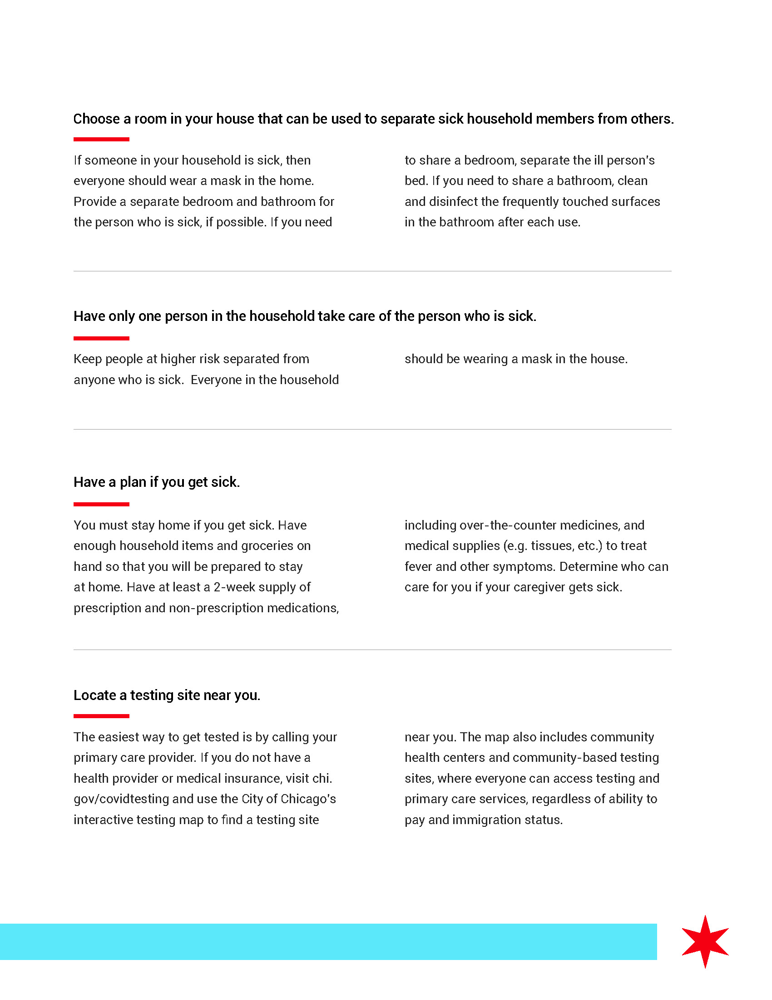 Choose a room in your house that can be used to separate sick household members from others.
If someone in your household is sick, then
everyone should wear a mask in the home.
Provide a separate bedroom and bathroom for
the person who is sick, if possible. If you need
to share a bedroom, separate the ill person's
bed. If you need to share a bathroom, clean
and disinfect the frequently touched surfaces
in the bathroom after each use.
Have only one person in the household take care of the person who is sick.
Keep people at higher risk separated from
anyone who is sick.  Everyone in the household
should be wearing a mask in the house.
Have a plan if you get sick.
You must stay home if you get sick. Have
enough household items and groceries on
hand so that you will be prepared to stay
at home. Have at least a 2-week supply of
prescription and non-prescription medications,
including over-the-counter medicines, and
medical supplies (e.g. tissues, etc.) to treat
fever and other symptoms. Determine who can
care for you if your caregiver gets sick.
Locate a testing site near you.
The easiest way to get tested is by calling your
primary care provider. If you do not have a
health provider or medical insurance, visit chi.
gov/covidtesting and use the City of Chicago's
interactive testing map to find a testing site
near you. The map also includes community
health centers and community-based testing
sites, where everyone can access testing and
primary care services, regardless of ability to
pay and immigration status.